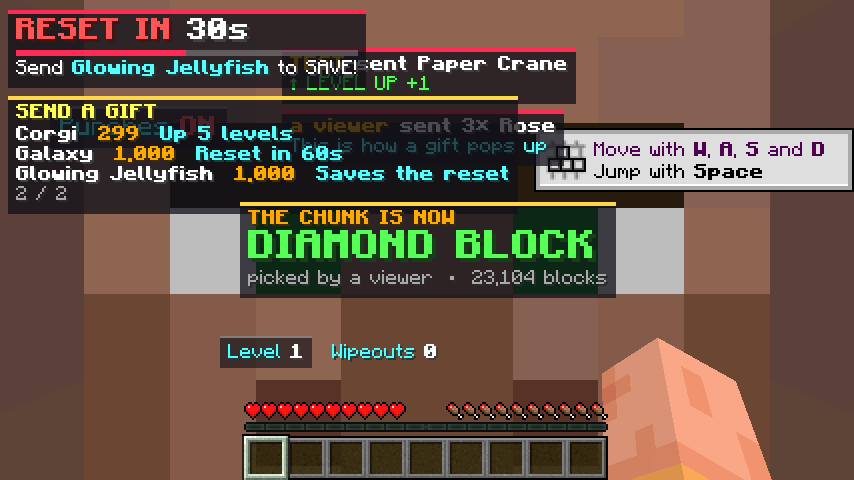 RESET IN 30s
Send Glowing Jellyfish to SAVE!
sent Paper Crane
↑ LEVEL UP +1
SEND A GIFT
Corgi 299 Up 5 levels
Galaxy 1,000 Reset in 60s
Glowing Jellyfish 1,000 Saves the reset
2 / 2
a viewer sent 3x Rose
This is how a gift pops up
Move with W, A, S and D
Jump with Space
THE CHUNK IS NOW
DIAMOND BLOCK
picked by a viewer • 23,104 blocks
Level 1 Wipeouts 0